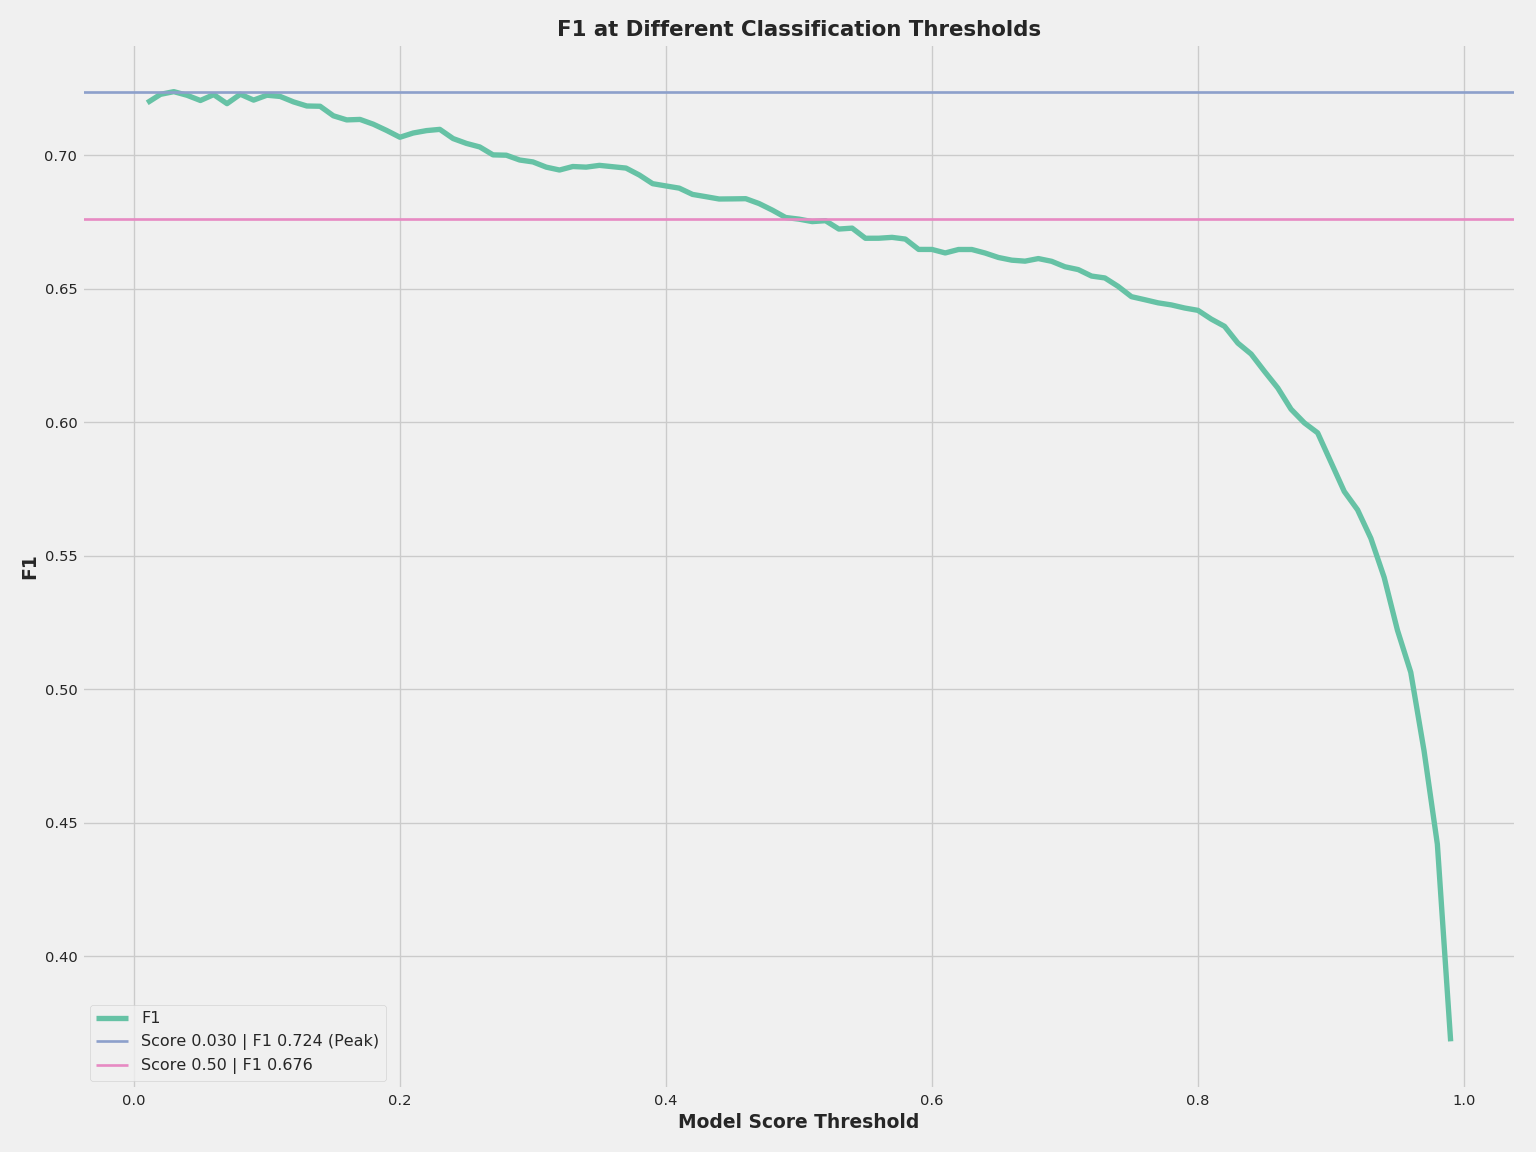 F1 at Different Classification Thresholds
F1
0.70
0.65
0.60
0.55
0.50
0.45
0.40
F1
Score 0.030 | F1 0.724 (Peak)
Score 0.50 | F1 0.676
0.0 0.2 0.4 0.6 0.8 1.0
Model Score Threshold